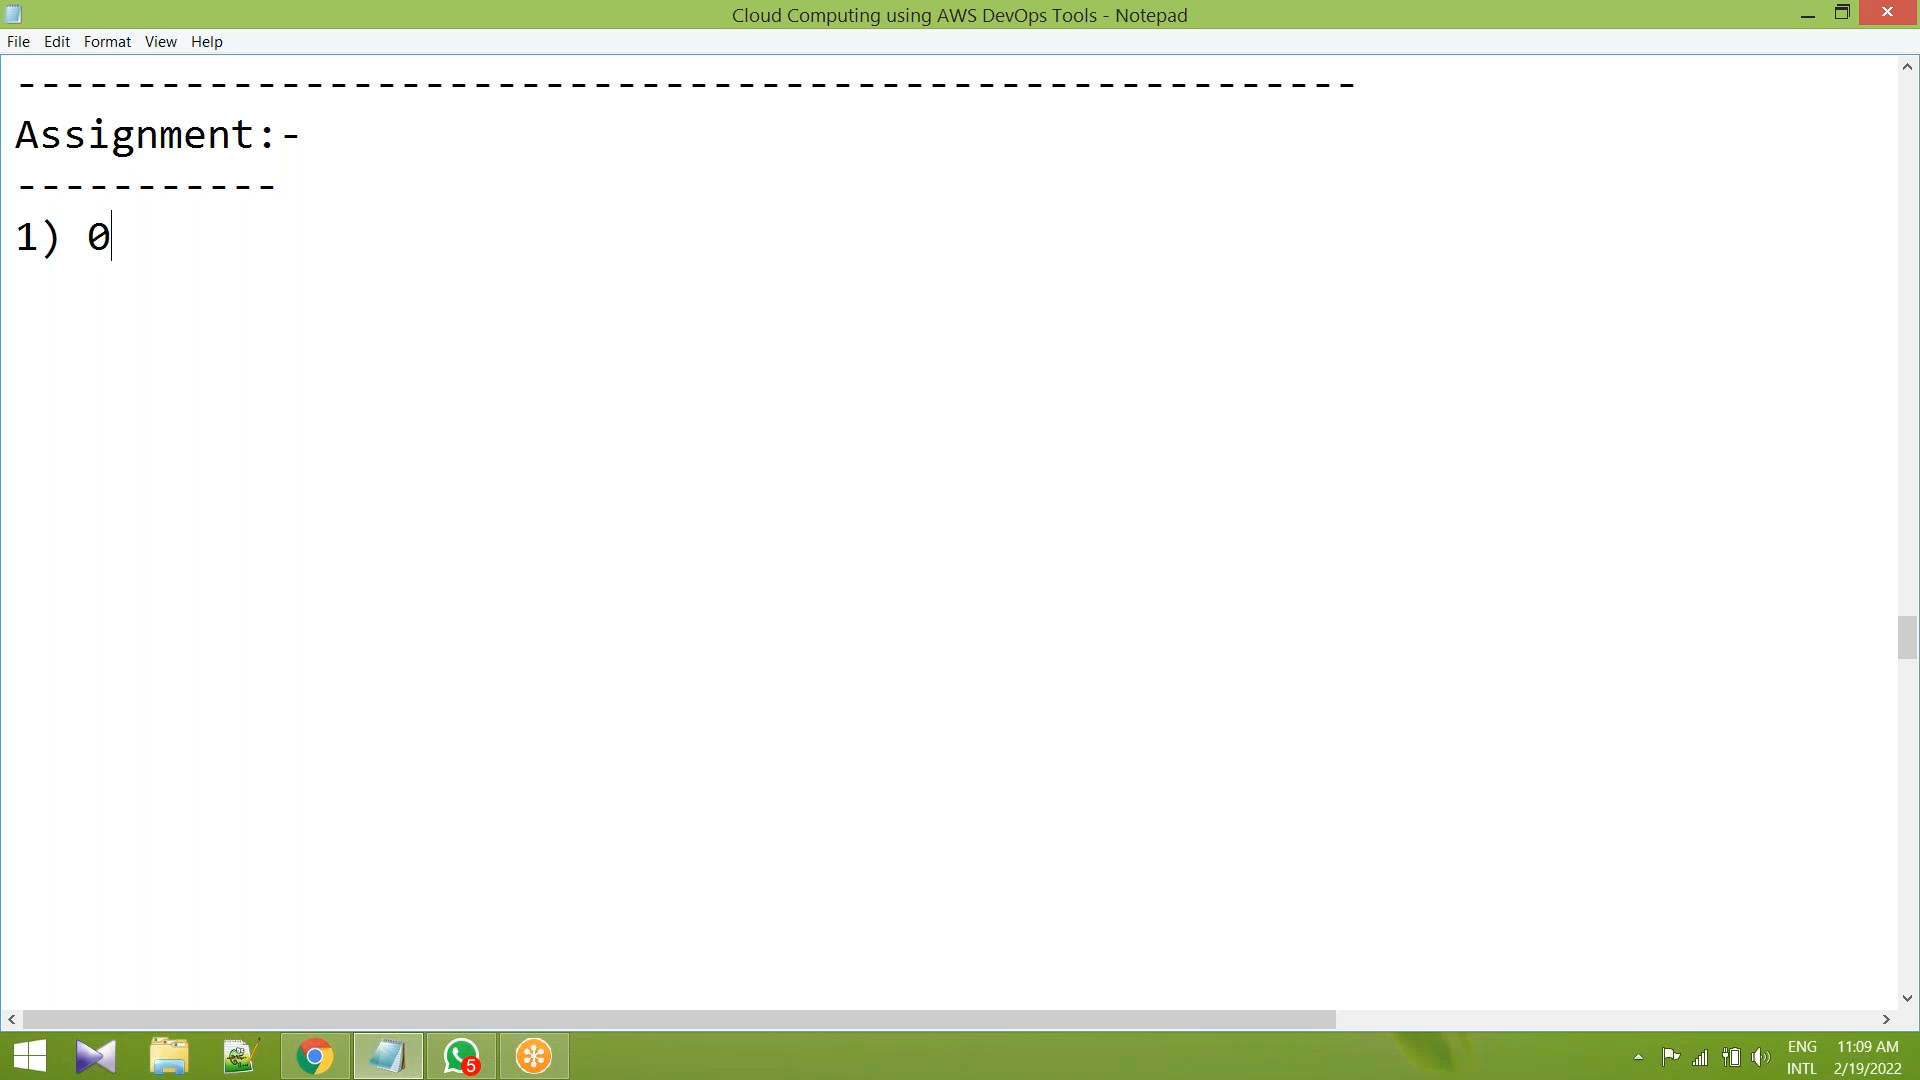 Cloud Computing using AWS DevOps Tools - Notepad
File Edit Format View Help
--------------------------------------------------------
Assignment:-
-----------
1) 0
5
ENG 11:09 AM
INTL 2/19/2022